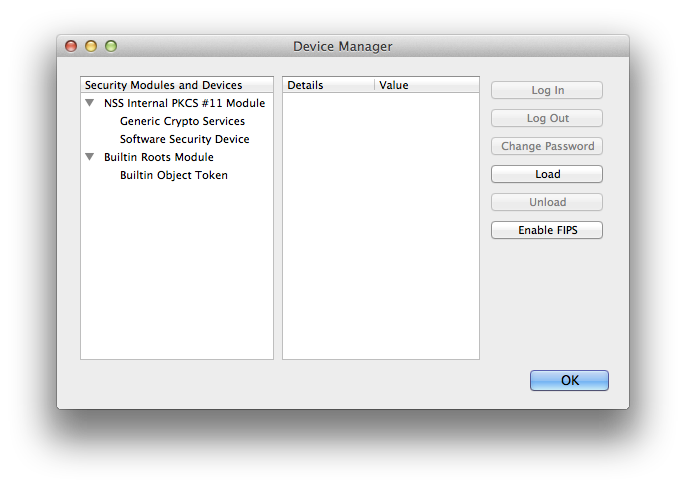 Device Manager
Security Modules and Devices
NSS Internal PKCS #11 Module
Generic Crypto Services
Software Security Device
Builtin Roots Module
Builtin Object Token
Details Value
Log In
Log Out
Change Password
Load
Unload
Enable FIPS
OK